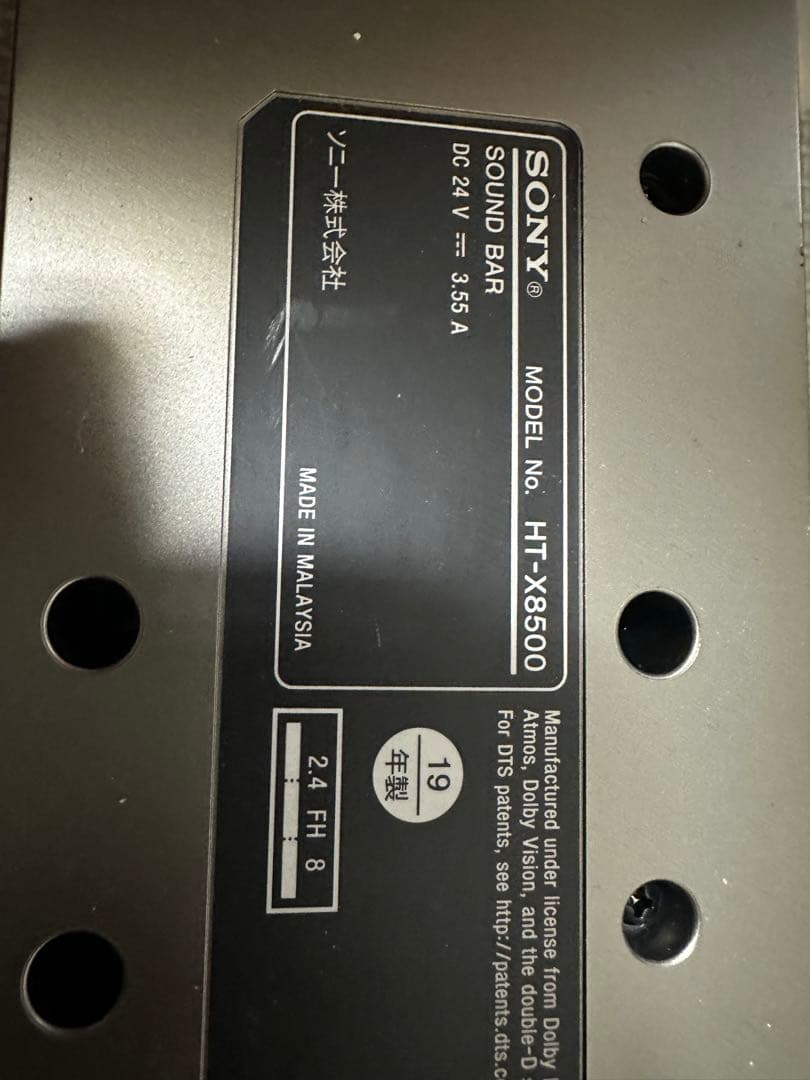 SONY® MODEL No. HT-X8500
SOUND BAR
DC 24 V ⎓ 3.55 A
ソニー株式会社 MADE IN MALAYSIA
Manufactured under license from Dolby
Atmos, Dolby Vision, and the double-D
For DTS patents, see http://patents.dts.c
19
年製
2.4 FH 8